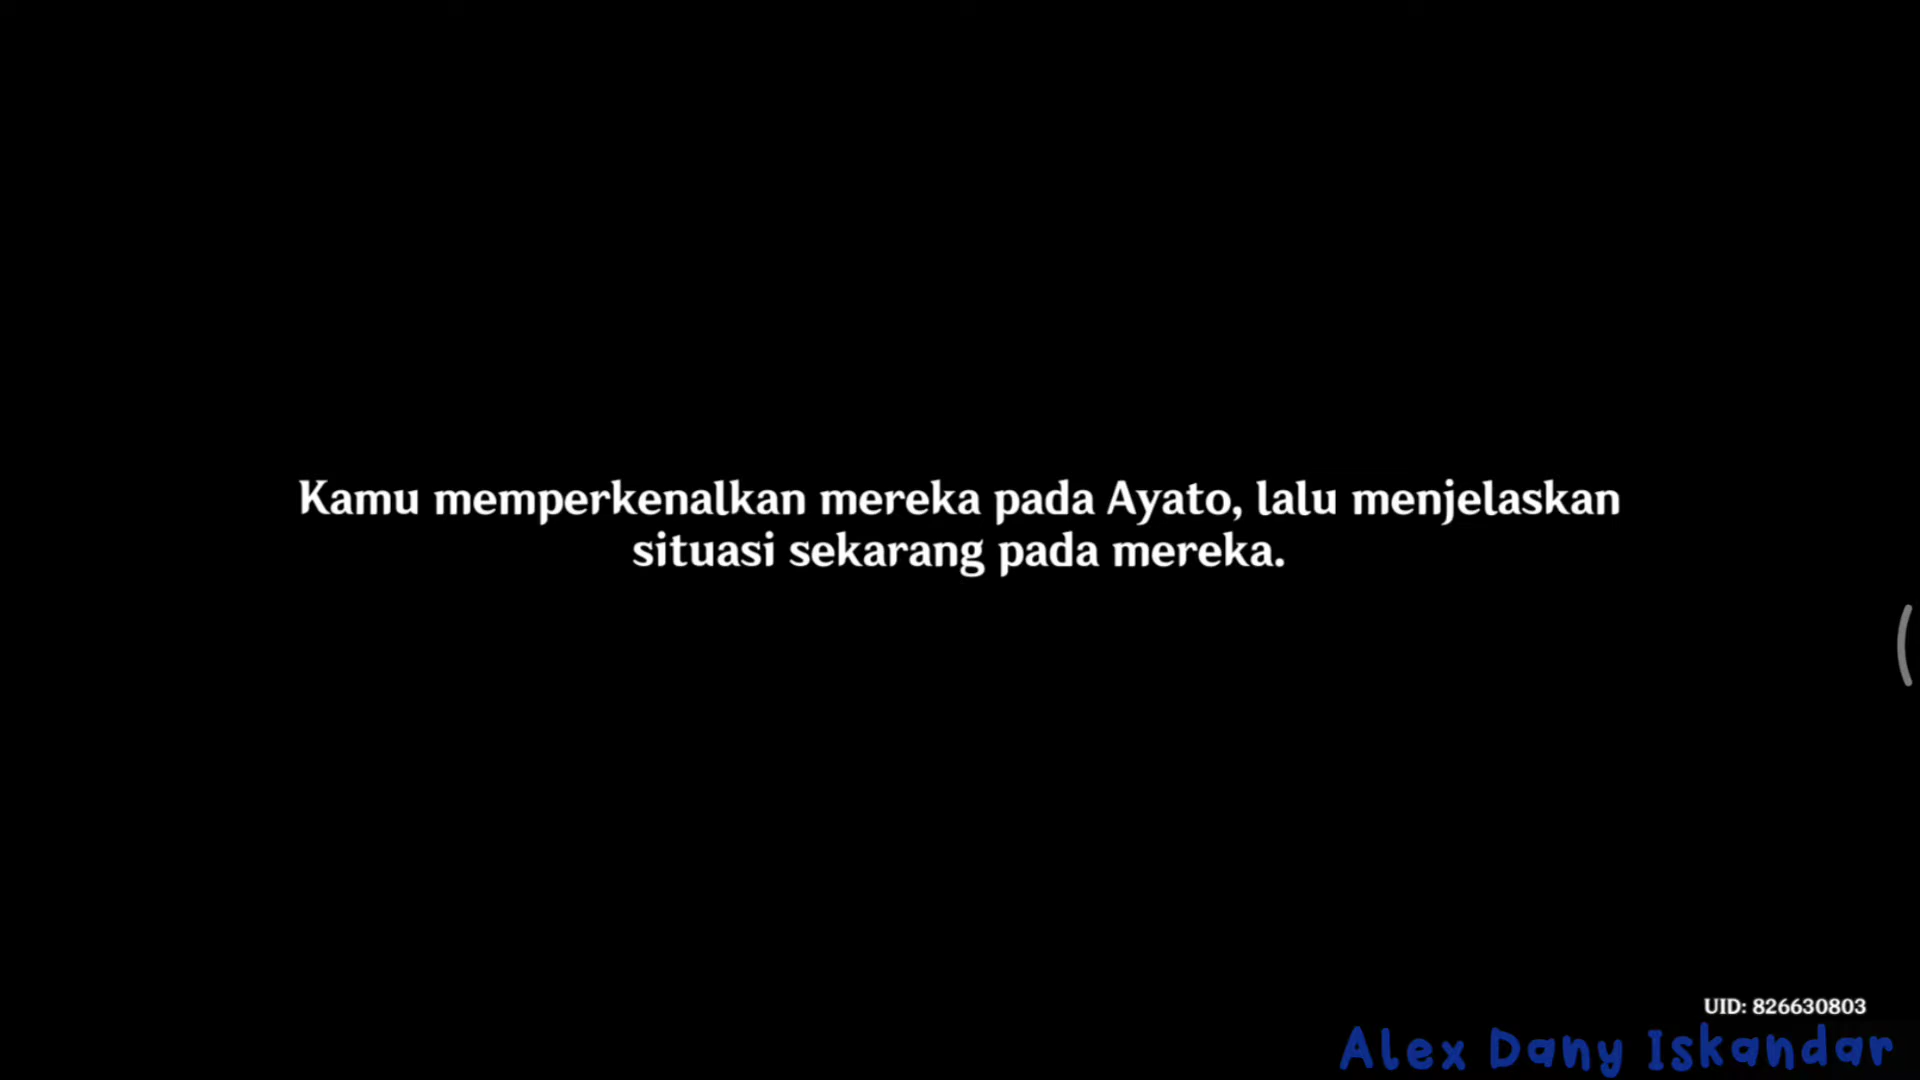 Kamu memperkenalkan mereka pada Ayato, lalu menjelaskan
situasi sekarang pada mereka.
UID: 826630803
Alex Dany Iskandar